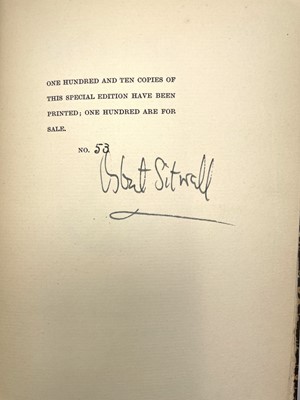 ONE HUNDRED AND TEN COPIES OF
THIS SPECIAL EDITION HAVE BEEN
PRINTED; ONE HUNDRED ARE FOR
SALE.
NO. 53
Osbert Sitwell